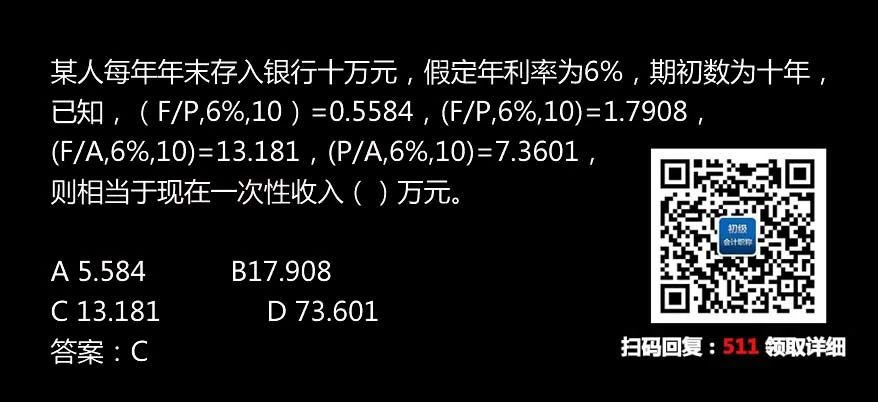 某人每年年末存入银行十万元，假定年利率为6%，期初数为十年，
已知，（F/P,6%,10）=0.5584，(F/P,6%,10)=1.7908，
(F/A,6%,10)=13.181，(P/A,6%,10)=7.3601，
则相当于现在一次性收入（ ）万元。
A 5.584 B17.908
C 13.181 D 73.601
答案：C
初级
会计职称
扫码回复：511 领取详细